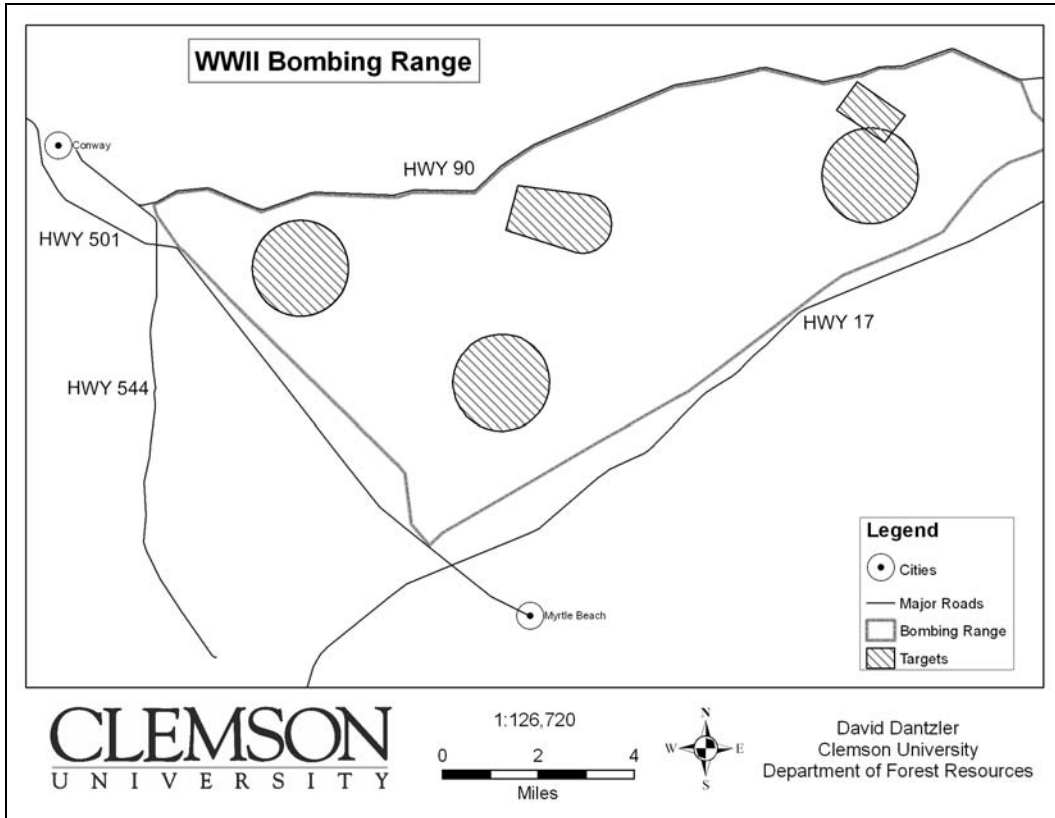 WWII Bombing Range
Conway
HWY 90
HWY 501
HWY 17
HWY 544
Myrtle Beach
Legend
Cities
Major Roads
Bombing Range
Targets
CLEMSON
UNIVERSITY
1:126,720
0 2 4
Miles
N
W E
S
David Dantzler
Clemson University
Department of Forest Resources